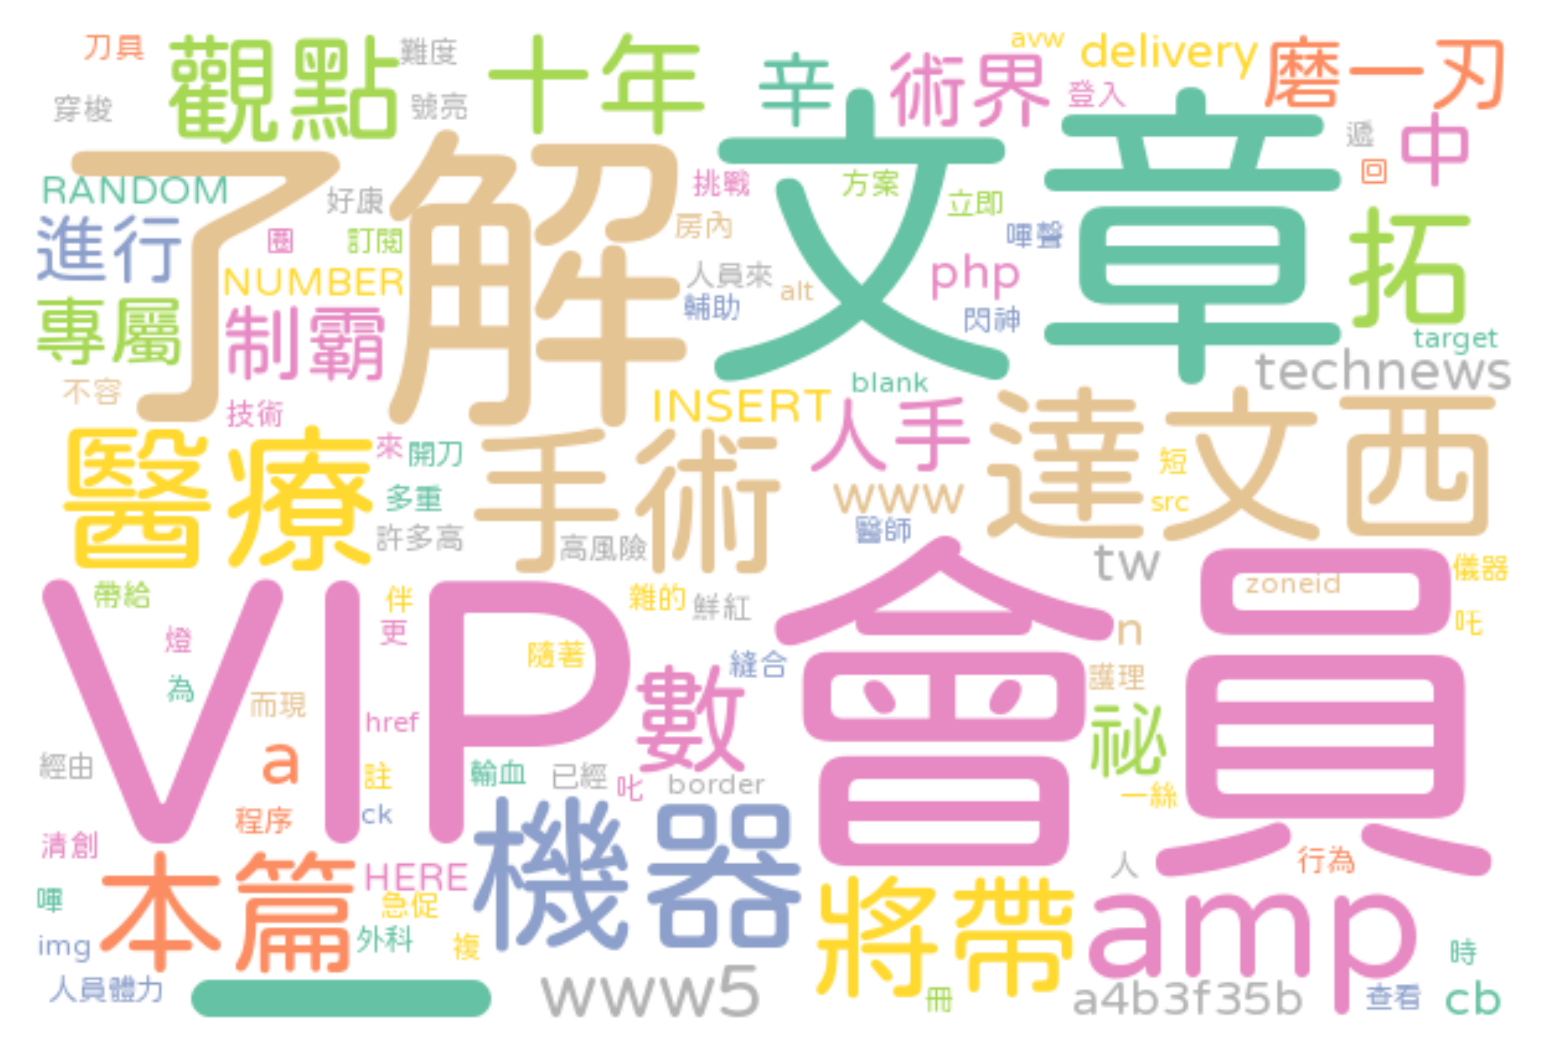 刀具
觀點
難度
十年
辛
術界
avw
delivery
磨一刃
穿梭
號亮
登入
遞
中
回
了解
文章
RANDOM
好康
挑戰
方案
立即
進行
圈
訂閱
房內
嗶聲
拓
NUMBER
人員來
alt
php
專屬
制霸
輔助
閃神
target
technews
不容
技術
INSERT
blank
人手
達文西
醫療
來
開刀
手術
短
多重
www
src
許多高
高風險
醫師
tw
VIP
會員
帶給
伴
雜的
鮮紅
zoneid
儀器
燈
更
隨著
n
吒
為
縫合
護理
而現
href
數
祕
經由
a
註
輸血
已經
叱
border
一絲
程序
ck
機器
清創
本篇
HERE
人
行為
嗶
急促
將帶
amp
img
外科
複
時
人員體力
一
www5
冊
a4b3f35b
查看
cb